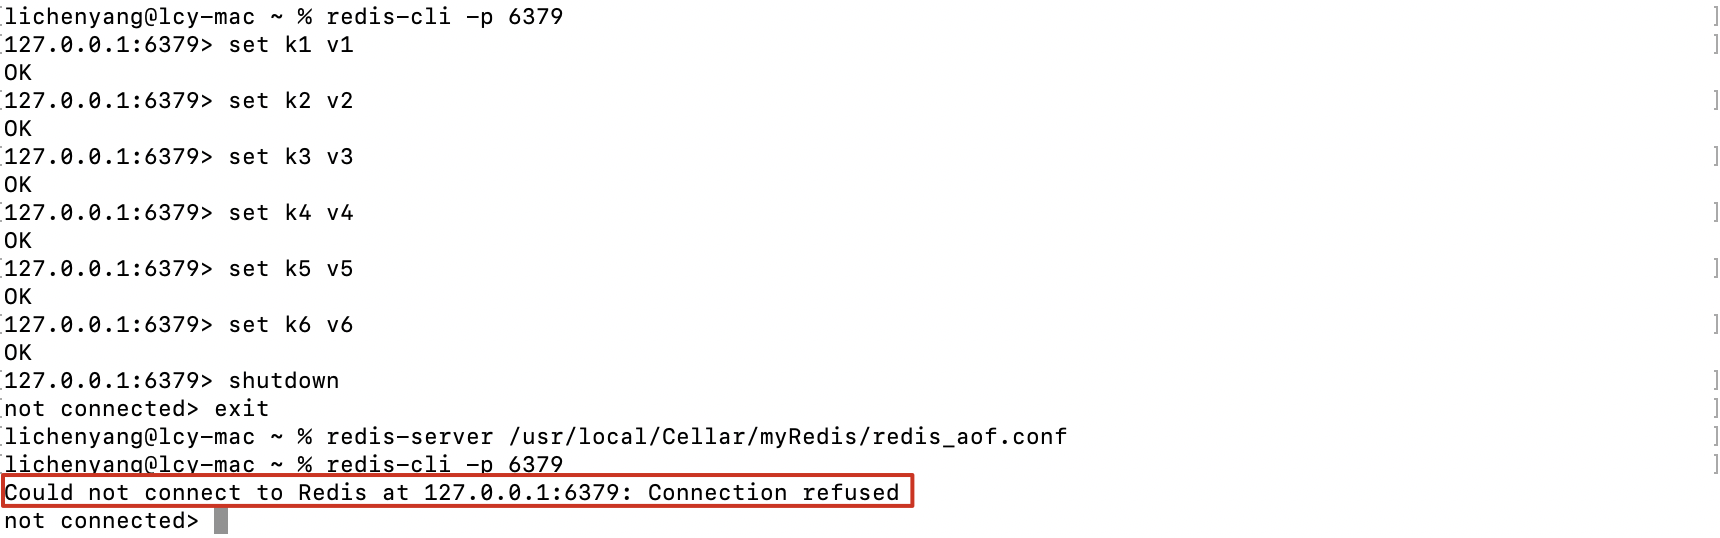 lichenyang@lcy-mac ~ % redis-cli -p 6379
127.0.0.1:6379> set k1 v1
OK
127.0.0.1:6379> set k2 v2
OK
127.0.0.1:6379> set k3 v3
OK
127.0.0.1:6379> set k4 v4
OK
127.0.0.1:6379> set k5 v5
OK
127.0.0.1:6379> set k6 v6
OK
127.0.0.1:6379> shutdown
not connected> exit
lichenyang@lcy-mac ~ % redis-server /usr/local/Cellar/myRedis/redis_aof.conf
lichenyang@lcy-mac ~ % redis-cli -p 6379
Could not connect to Redis at 127.0.0.1:6379: Connection refused
not connected>